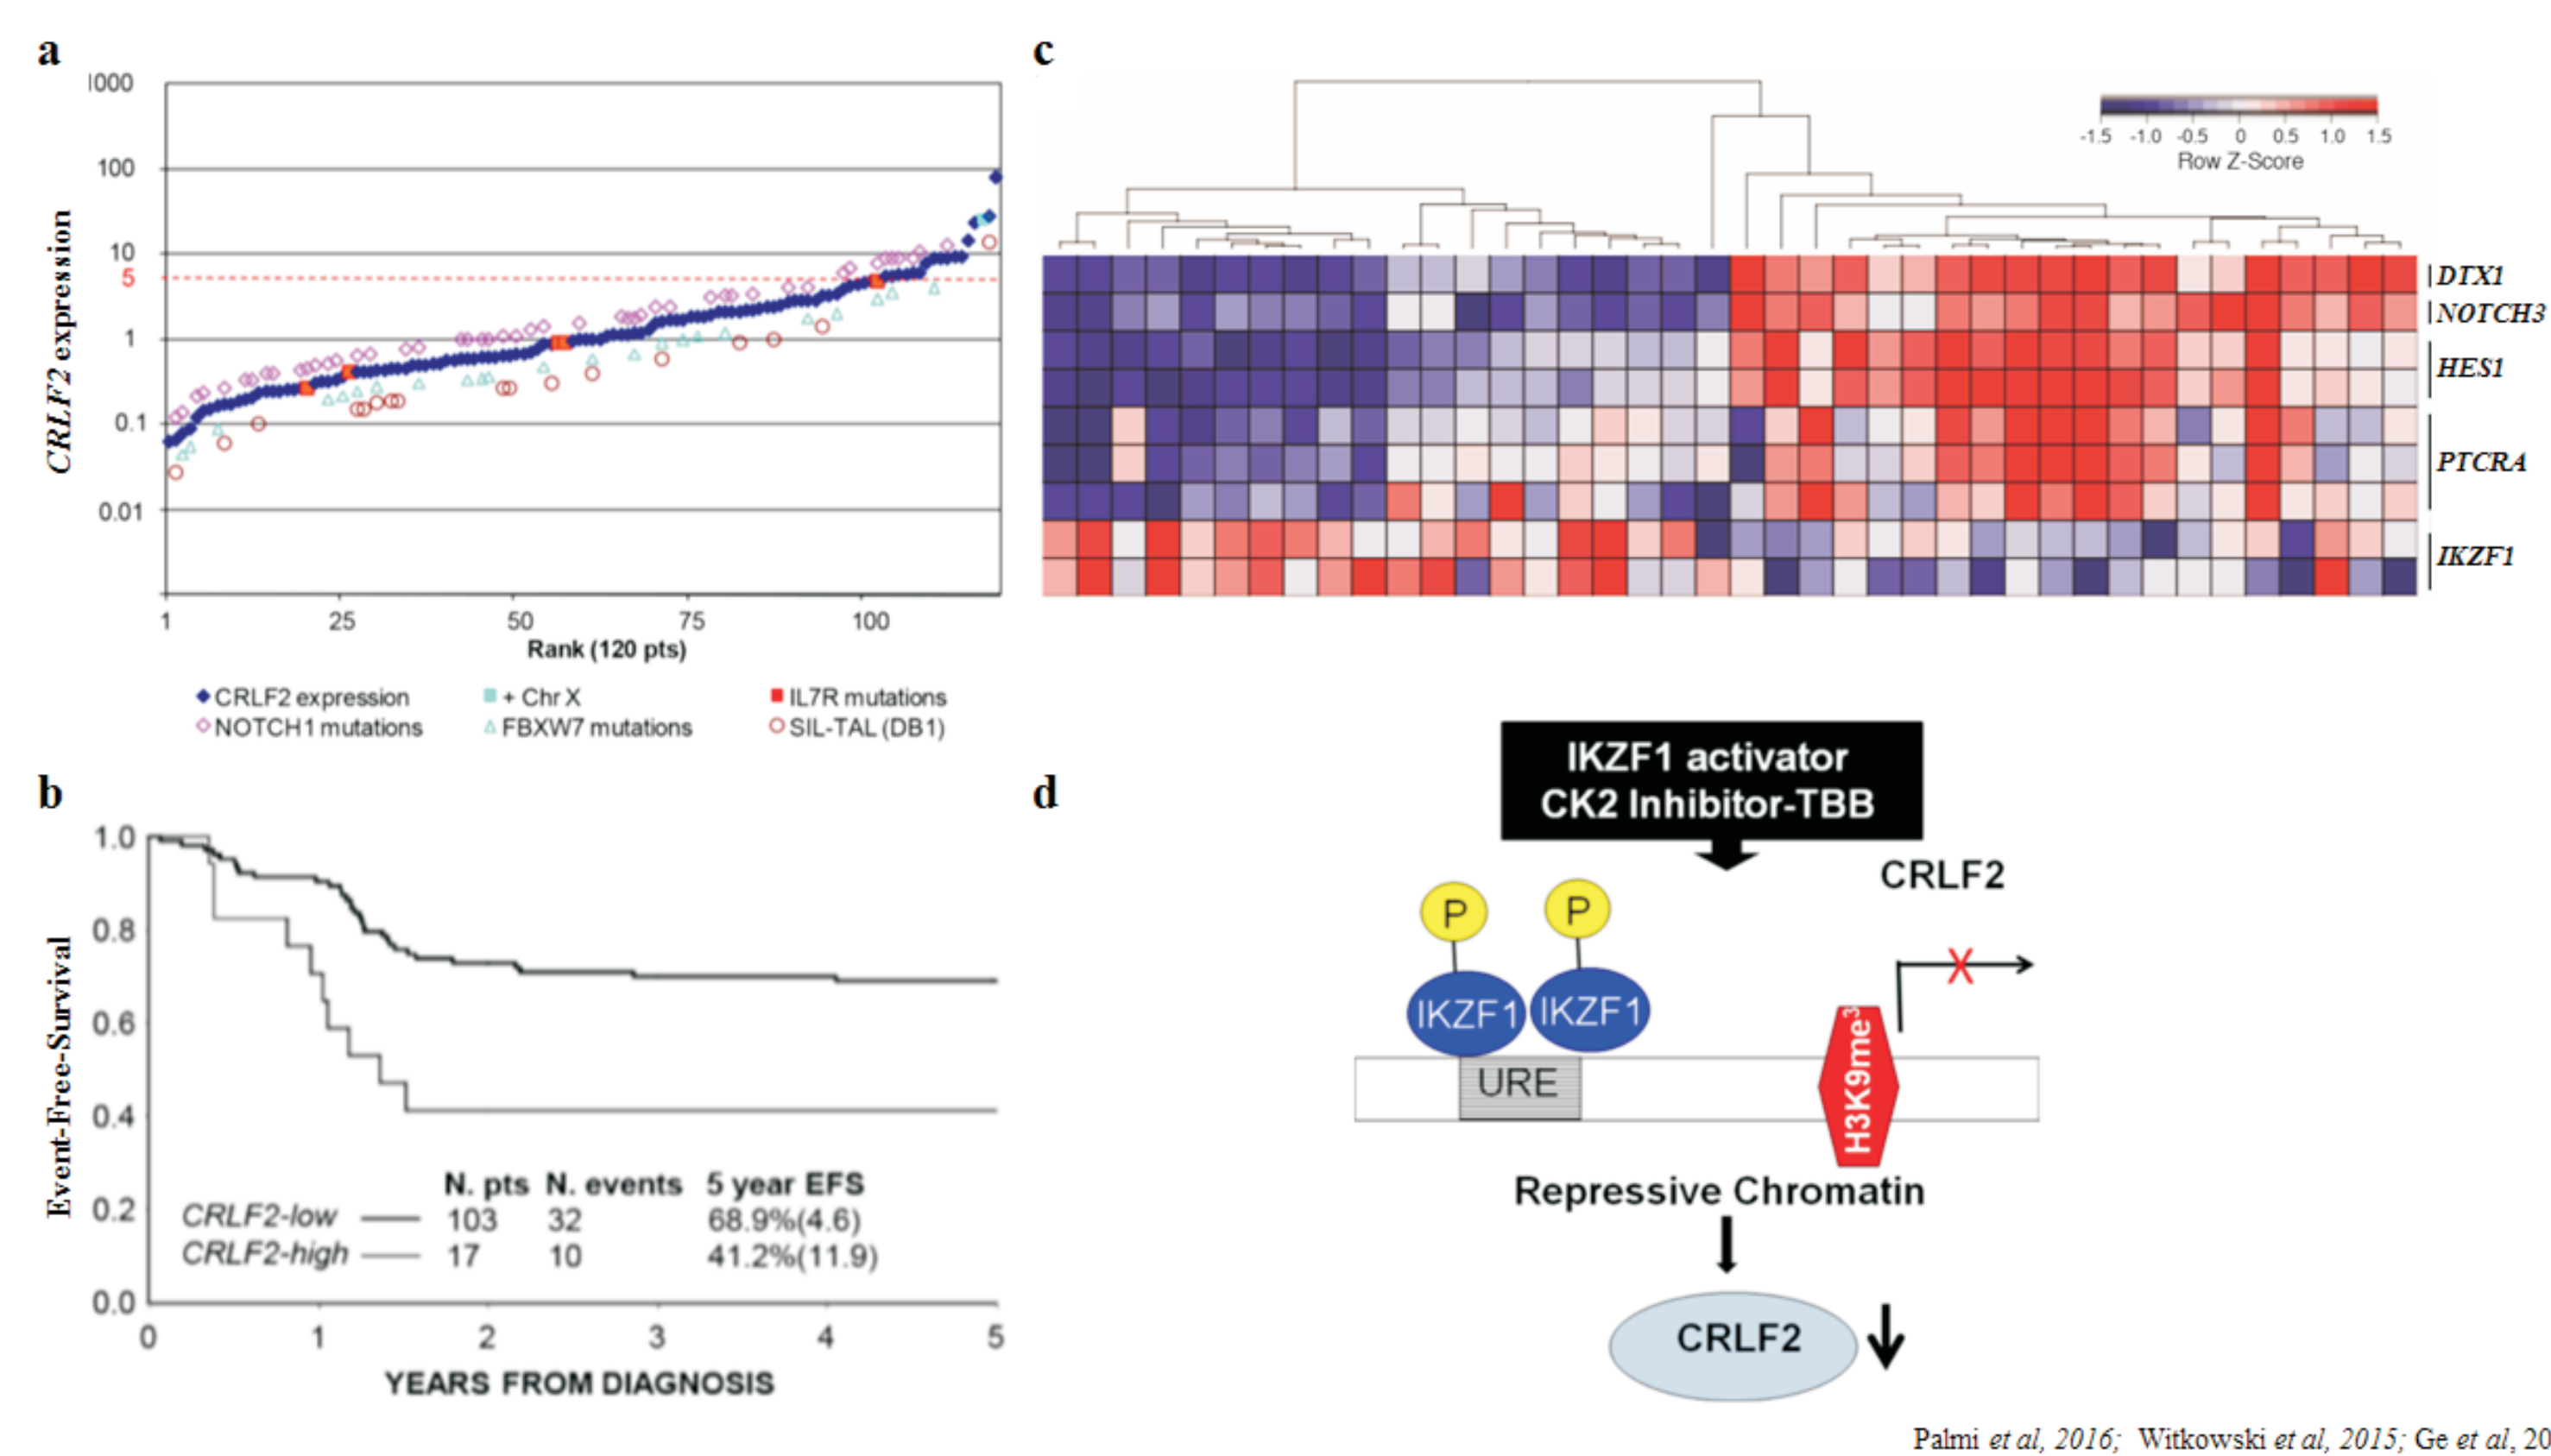 a
1000
100
10
5
1
0.1
0.01
CRLF2 expression
1 25 50 75 100
Rank (120 pts)
CRLF2 expression + Chr X IL7R mutations
NOTCH1 mutations FBXW7 mutations SIL-TAL (DB1)
b
1.0
0.8
0.6
0.4
0.2
0.0
Event-Free-Survival
N. pts N. events 5 year EFS
CRLF2-low 103 32 68.9%(4.6)
CRLF2-high 17 10 41.2%(11.9)
0 1 2 3 4 5
YEARS FROM DIAGNOSIS
c
-1.5 -1.0 -0.5 0 0.5 1.0 1.5
Row Z-Score
DTX1
NOTCH3
HES1
PTCRA
IKZF1
d
IKZF1 activator
CK2 Inhibitor-TBB
CRLF2
P P
IKZF1 IKZF1
X
URE
H3K9me3
Repressive Chromatin
CRLF2
Palmi et al, 2016; Witkowski et al, 2015; Ge et al, 20